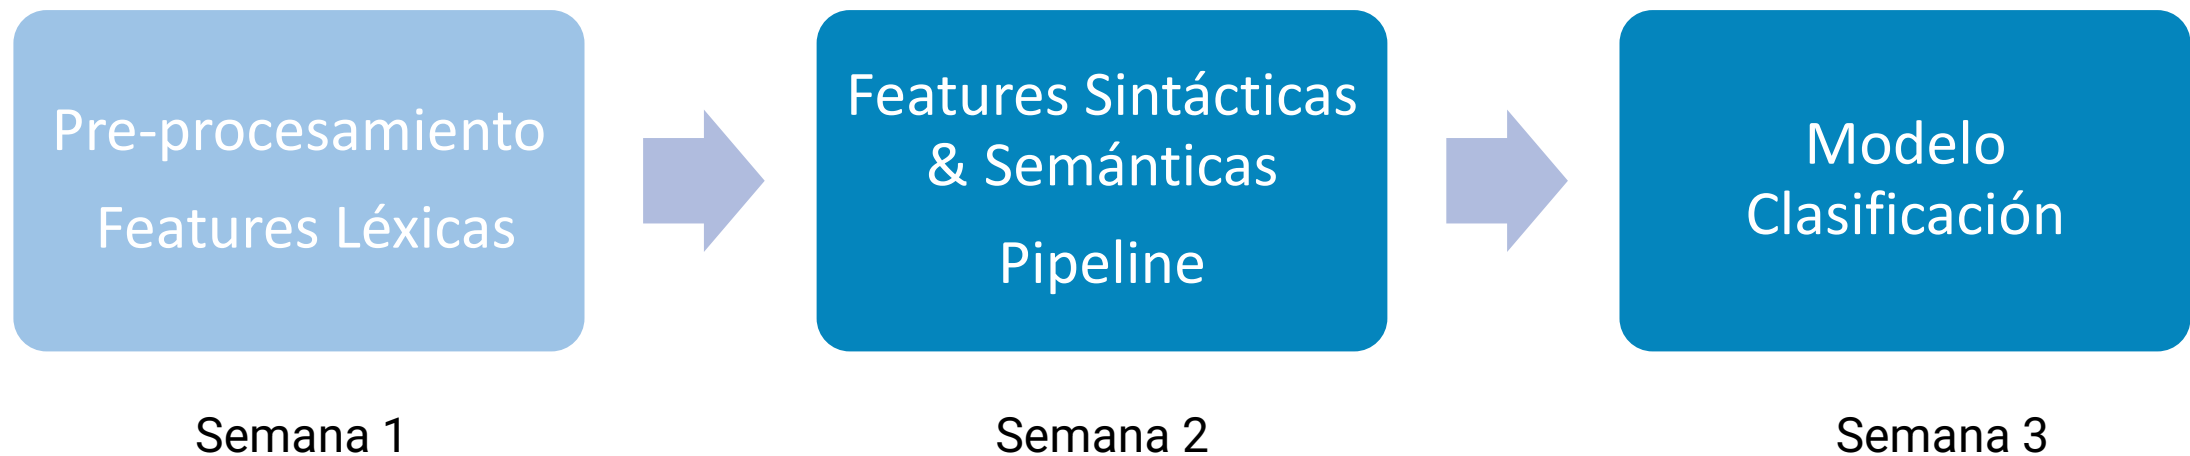 Pre-procesamiento
Features Léxicas
Features Sintácticas
& Semánticas
Pipeline
Modelo
Clasificación
Semana 1
Semana 2
Semana 3